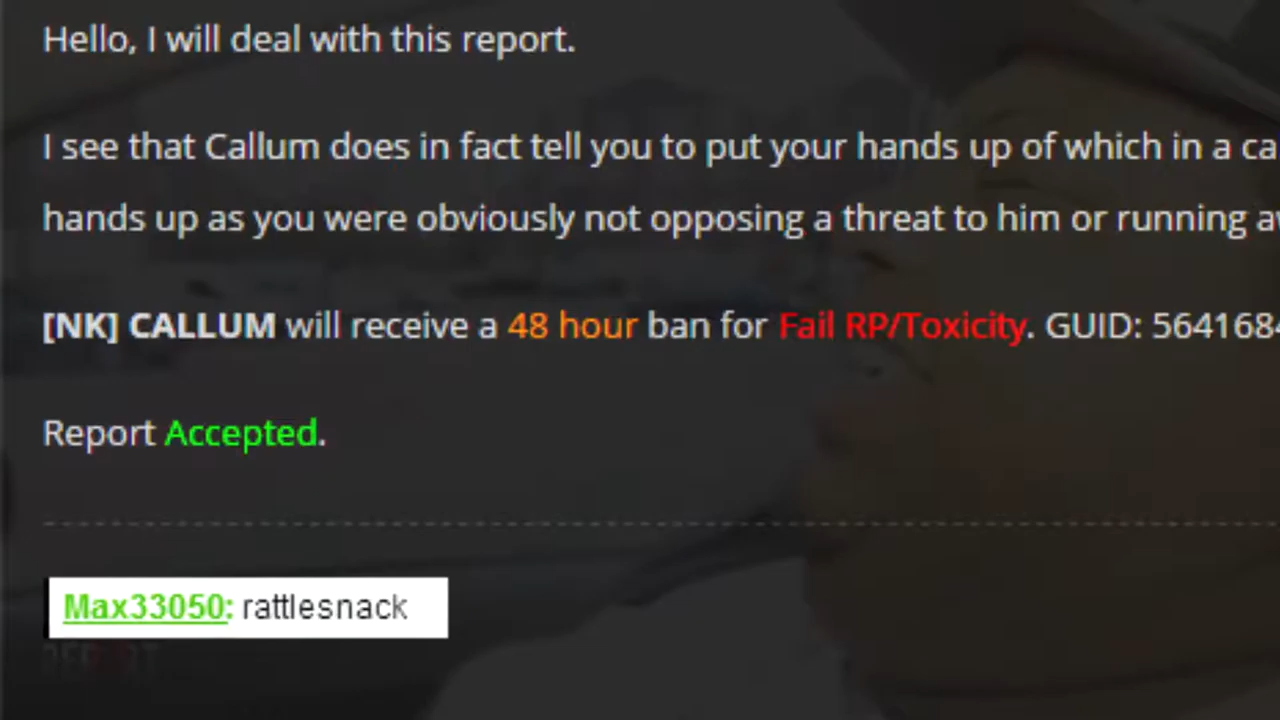 Hello, I will deal with this report.
I see that Callum does in fact tell you to put your hands up of which in a ca
hands up as you were obviously not opposing a threat to him or running a
[NK] CALLUM will receive a 48 hour ban for Fail RP/Toxicity. GUID: 564168
Report Accepted.
Max33050: rattlesnack